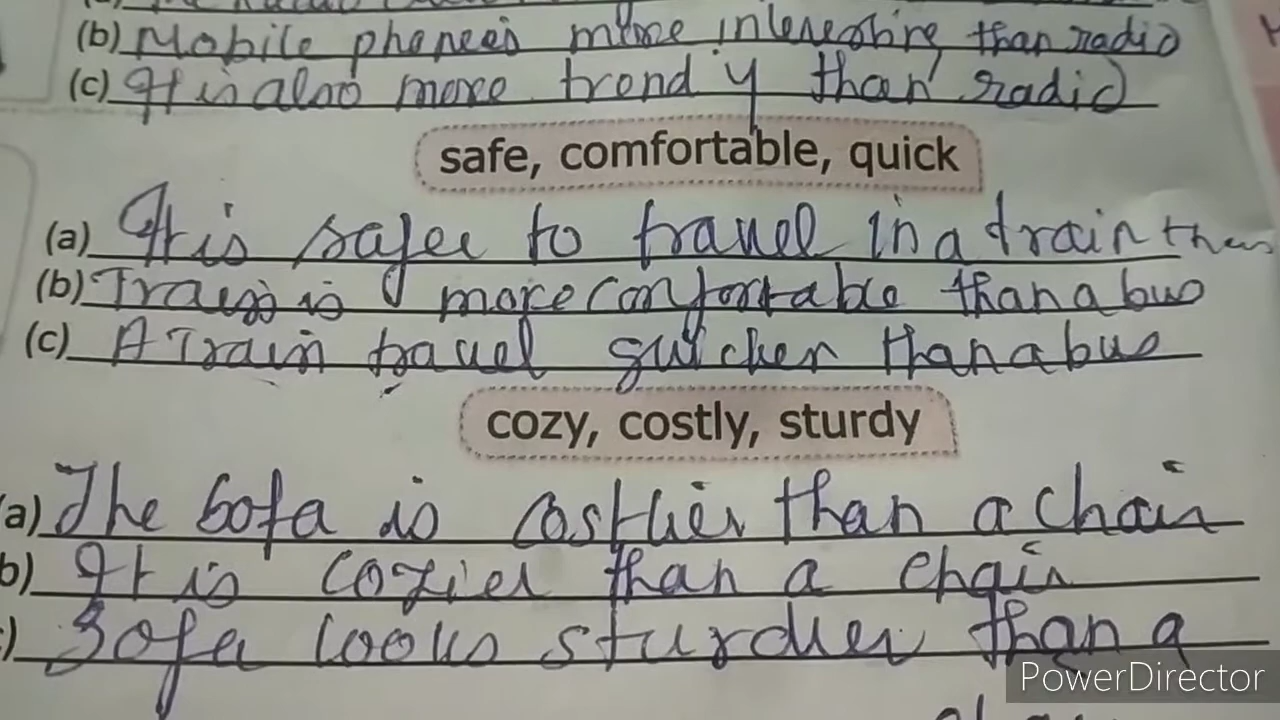 (b) Mobile phones is more interesting than radio
(c) It is also more trendy than radio
safe, comfortable, quick
(a) It is safer to travel in a train than
(b) Train is more comfortable than a bus
(c) A Train travel quicker than a bus
cozy, costly, sturdy
a) The sofa is costlier than a chair
b) It is cozier than a chair
) Sofa looks sturdier than a
PowerDirector